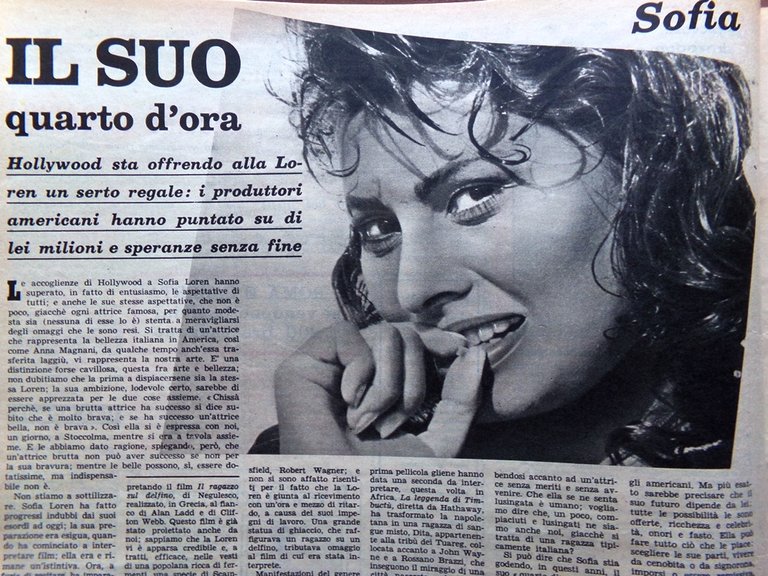 Sofia
IL SUO
quarto d'ora
Hollywood sta offrendo alla Lo-
ren un serto regale: i produttori
americani hanno puntato su di
lei milioni e speranze senza fine
Le accoglienze di Hollywood a Sofia Loren hanno
superato, in fatto di entusiasmo, le aspettative di
tutti; e anche le sue stesse aspettative, che non è
poco, giacchè ogni attrice famosa, per quanto mode-
sta sia (nessuna di esse lo è) stenta a meravigliarsi
degli omaggi che le sono resi. Si tratta di un'attrice
che rappresenta la bellezza italiana in America, così
come Anna Magnani, da qualche tempo anch'essa tra-
sferita laggiù, vi rappresenta la nostra arte. E' una
distinzione forse cavillosa, questa fra arte e bellezza;
non dubitiamo che la prima a dispiacersene sia la stes-
sa Loren; la sua ambizione, lodevole certo, sarebbe di
essere apprezzata per le due cose assieme. «Chissà
perchè, se una brutta attrice ha successo si dice su-
bito che è molto brava; e se ha successo un'attrice
bella, non è brava». Così ella si è espressa con noi,
un giorno, a Stoccolma, mentre si era a tavola assie-
me. E le abbiamo dato ragione, spiegando, però, che
un'attrice brutta non può aver successo se non per
la sua bravura; mentre le belle possono, sì, essere do-
tatissime, ma indispensa-
bile non è.
Non stiamo a sottilizza-
re. Sofia Loren ha fatto
progressi indubbi dai suoi
esordi ad oggi; la sua pre-
parazione era esigua, quan-
do ha cominciato a inter-
pretare film; ella era e ri-
mane un'istintiva. Ora, a
pretando il film Il ragazzo
sul delfino, di Negulesco,
realizzato, in Grecia, al fian-
co di Alan Ladd e di Clif-
ton Webb. Questo film è già
stato proiettato anche da
noi; sappiamo che la Loren
vi è apparsa credibile e, a
tratti, efficace, nelle vesti
di una popolana ricca di fer-
menti, una specie di Scam-
sfield, Robert Wagner; e
non si sono affatto risenti-
ti per il fatto che la Lo-
ren è giunta al ricevimento
con un'ora e mezzo di ritar-
do, a causa dei suoi impe-
gni di lavoro. Una grande
statua di ghiaccio, che raf-
figurava un ragazzo su un
delfino, tributava omaggio
al film di cui era stata in-
terprete.
Manifestazioni del genere
prima pellicola gliene hanno
data una seconda da inter-
pretare, questa volta in
Africa, La leggenda di Tim-
buctù, diretta da Hathaway,
ha trasformato la napole-
tana in una ragazza di san-
gue misto, Dita, appartenen-
te alla tribù dei Tuareg, col-
locata accanto a John Way-
ne e a Rossano Brazzi, che
inseguono il miraggio di una
bendosi accanto ad un'attri-
ce senza meriti e senza av-
venire. Che ella se ne senta
lusingata è umano; voglia-
mo dire che, un poco, com-
piaciuti e lusingati ne sia-
mo anche noi, giacchè si
tratta di una ragazza tipi-
camente italiana?
Si può dire che Sofia stia
godendo, in questi anni, il
gli americani. Ma più esat-
to sarebbe precisare che il
suo futuro dipende da lei:
tutte le possibilità le sono
offerte, ricchezza e celebri-
tà, onori e fasto. Ella può
fare tutto ciò che le piace:
scegliere le sue parti, vivere
da cenobita o da signorona,